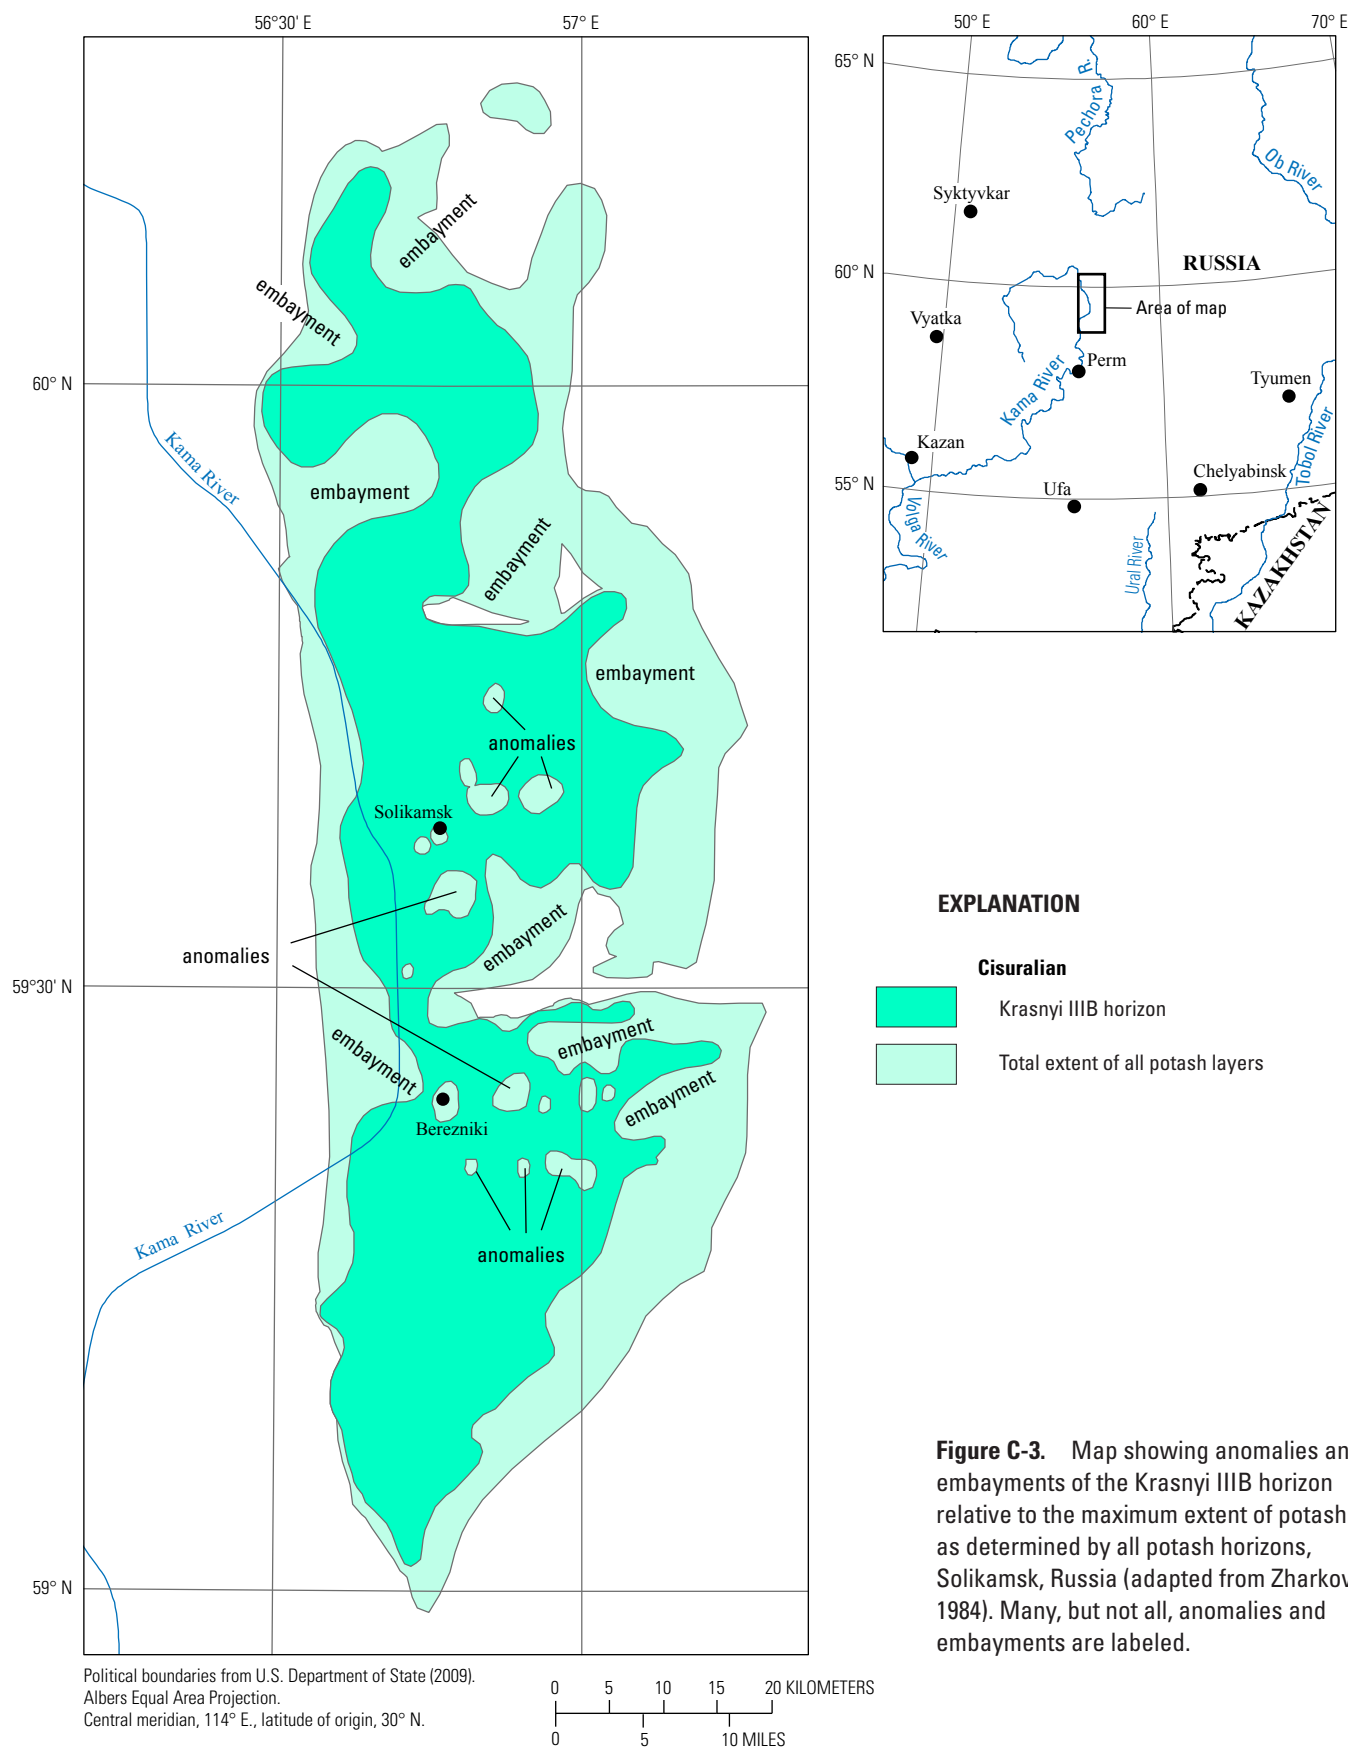 56°30' E
57° E
60° N
59°30' N
59° N
embayment
embayment
Kama River
embayment
embayment
embayment
anomalies
Solikamsk
embayment
anomalies
embayment
embayment
embayment
Berezniki
anomalies
Kama River
50° E
60° E
70° E
65° N
60° N
55° N
Pechora R.
Ob River
Syktyvkar
RUSSIA
Area of map
Vyatka
Perm
Kama River
Tyumen
Kazan
Chelyabinsk
Tobol River
Ufa
Volga River
Ural River
KAZAKHSTAN
EXPLANATION
Cisuralian
Krasnyi IIIB horizon
Total extent of all potash layers
Figure C-3. Map showing anomalies an
embayments of the Krasnyi IIIB horizon
relative to the maximum extent of potash
as determined by all potash horizons,
Solikamsk, Russia (adapted from Zharkov
1984). Many, but not all, anomalies and
embayments are labeled.
Political boundaries from U.S. Department of State (2009).
Albers Equal Area Projection.
Central meridian, 114° E., latitude of origin, 30° N.
0 5 10 15 20 KILOMETERS
0 5 10 MILES